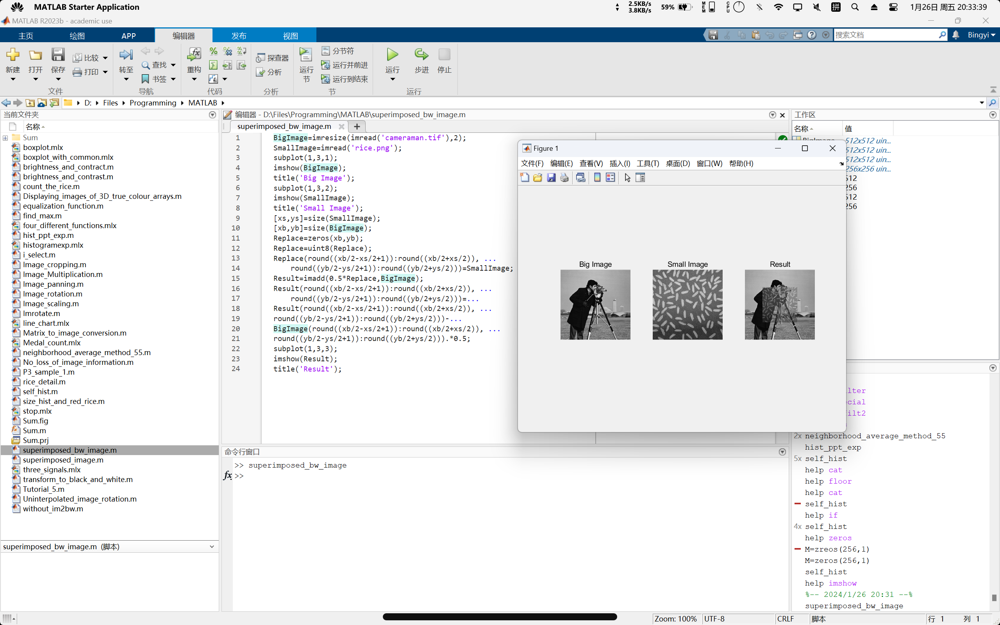 MATLAB Starter Application
2.5KB/s
3.8KB/s
59%
MEM
CPU
拼
1月26日 周五 20:33:39
MATLAB R2023b - academic use
主页 绘图 APP 编辑器 发布 视图
搜索文档
Bingyi
新建 打开 保存 比较 打印
文件
转至 查找 书签
导航
重构
代码
探查器
分析
分析
运行节
分节符
运行并前进
运行到结束
节
运行 步进 停止
运行
D: Files Programming MATLAB
当前文件夹
名称
Sum
boxplot.mlx
boxplot_with_common.mlx
brightness_and_contract.m
brightness_and_contrast.m
count_the_rice.m
Displaying_images_of_3D_true_colour_arrays.m
equalization_function.m
find_max.m
four_different_functions.mlx
hist_ppt_exp.m
histogramexp.mlx
i_select.m
Image_cropping.m
Image_Multiplication.m
Image_panning.m
Image_rotation.m
Image_scaling.m
Imrotate.m
line_chart.mlx
Matrix_to_image_conversion.m
Medal_count.mlx
neighborhood_average_method_55.m
No_loss_of_image_information.m
P3_sample_1.m
rice_detail.m
self_hist.m
size_hist_and_red_rice.m
stop.mlx
Sum.fig
Sum.m
Sum.prj
superimposed_bw_image.m
superimposed_image.m
three_signals.mlx
transform_to_black_and_white.m
Tutorial_5.m
Uninterpolated_image_rotation.m
without_im2bw.m
superimposed_bw_image.m (脚本)
编辑器 - D:\Files\Programming\MATLAB\superimposed_bw_image.m
superimposed_bw_image.m
1 BigImage=imresize(imread('cameraman.tif'),2);
2 SmallImage=imread('rice.png');
3 subplot(1,3,1);
4 imshow(BigImage);
5 title('Big Image');
6 subplot(1,3,2);
7 imshow(SmallImage);
8 title('Small Image');
9 [xs,ys]=size(SmallImage);
10 [xb,yb]=size(BigImage);
11 Replace=zeros(xb,yb);
12 Replace=uint8(Replace);
13 Replace(round((xb/2-xs/2+1)):round((xb/2+xs/2)), ...
14 round((yb/2-ys/2+1)):round((yb/2+ys/2)))=SmallImage;
15 Result=imadd(0.5*Replace,BigImage);
16 Result(round((xb/2-xs/2+1)):round((xb/2+xs/2)), ...
17 round((yb/2-ys/2+1)):round((yb/2+ys/2)))=...
18 Result(round((xb/2-xs/2+1)):round((xb/2+xs/2)), ...
19 round((yb/2-ys/2+1)):round((yb/2+ys/2)))-...
20 BigImage(round((xb/2-xs/2+1)):round((xb/2+xs/2)), ...
21 round((yb/2-ys/2+1)):round((yb/2+ys/2))).*0.5;
22 subplot(1,3,3);
23 imshow(Result);
24 title('Result');
Figure 1
文件(F) 编辑(E) 查看(V) 插入(I) 工具(T) 桌面(D) 窗口(W) 帮助(H)
Big Image Small Image Result
命令行窗口
>> superimposed_bw_image
fx >>
工作区
名称 值
512x512 uin...
512x512 uin...
512x512 uin...
256x256 uin...
512
256
512
256
lter
cial
ilt2
2x neighborhood_average_method_55
hist_ppt_exp
5x self_hist
help cat
help floor
help cat
self_hist
help if
4x self_hist
help zeros
M=zreos(256,1)
M=zeros(256,1)
self_hist
help imshow
%-- 2024/1/26 20:31 --%
superimposed_bw_image
Zoom: 100% UTF-8 CRLF 脚本 行 1 列 1